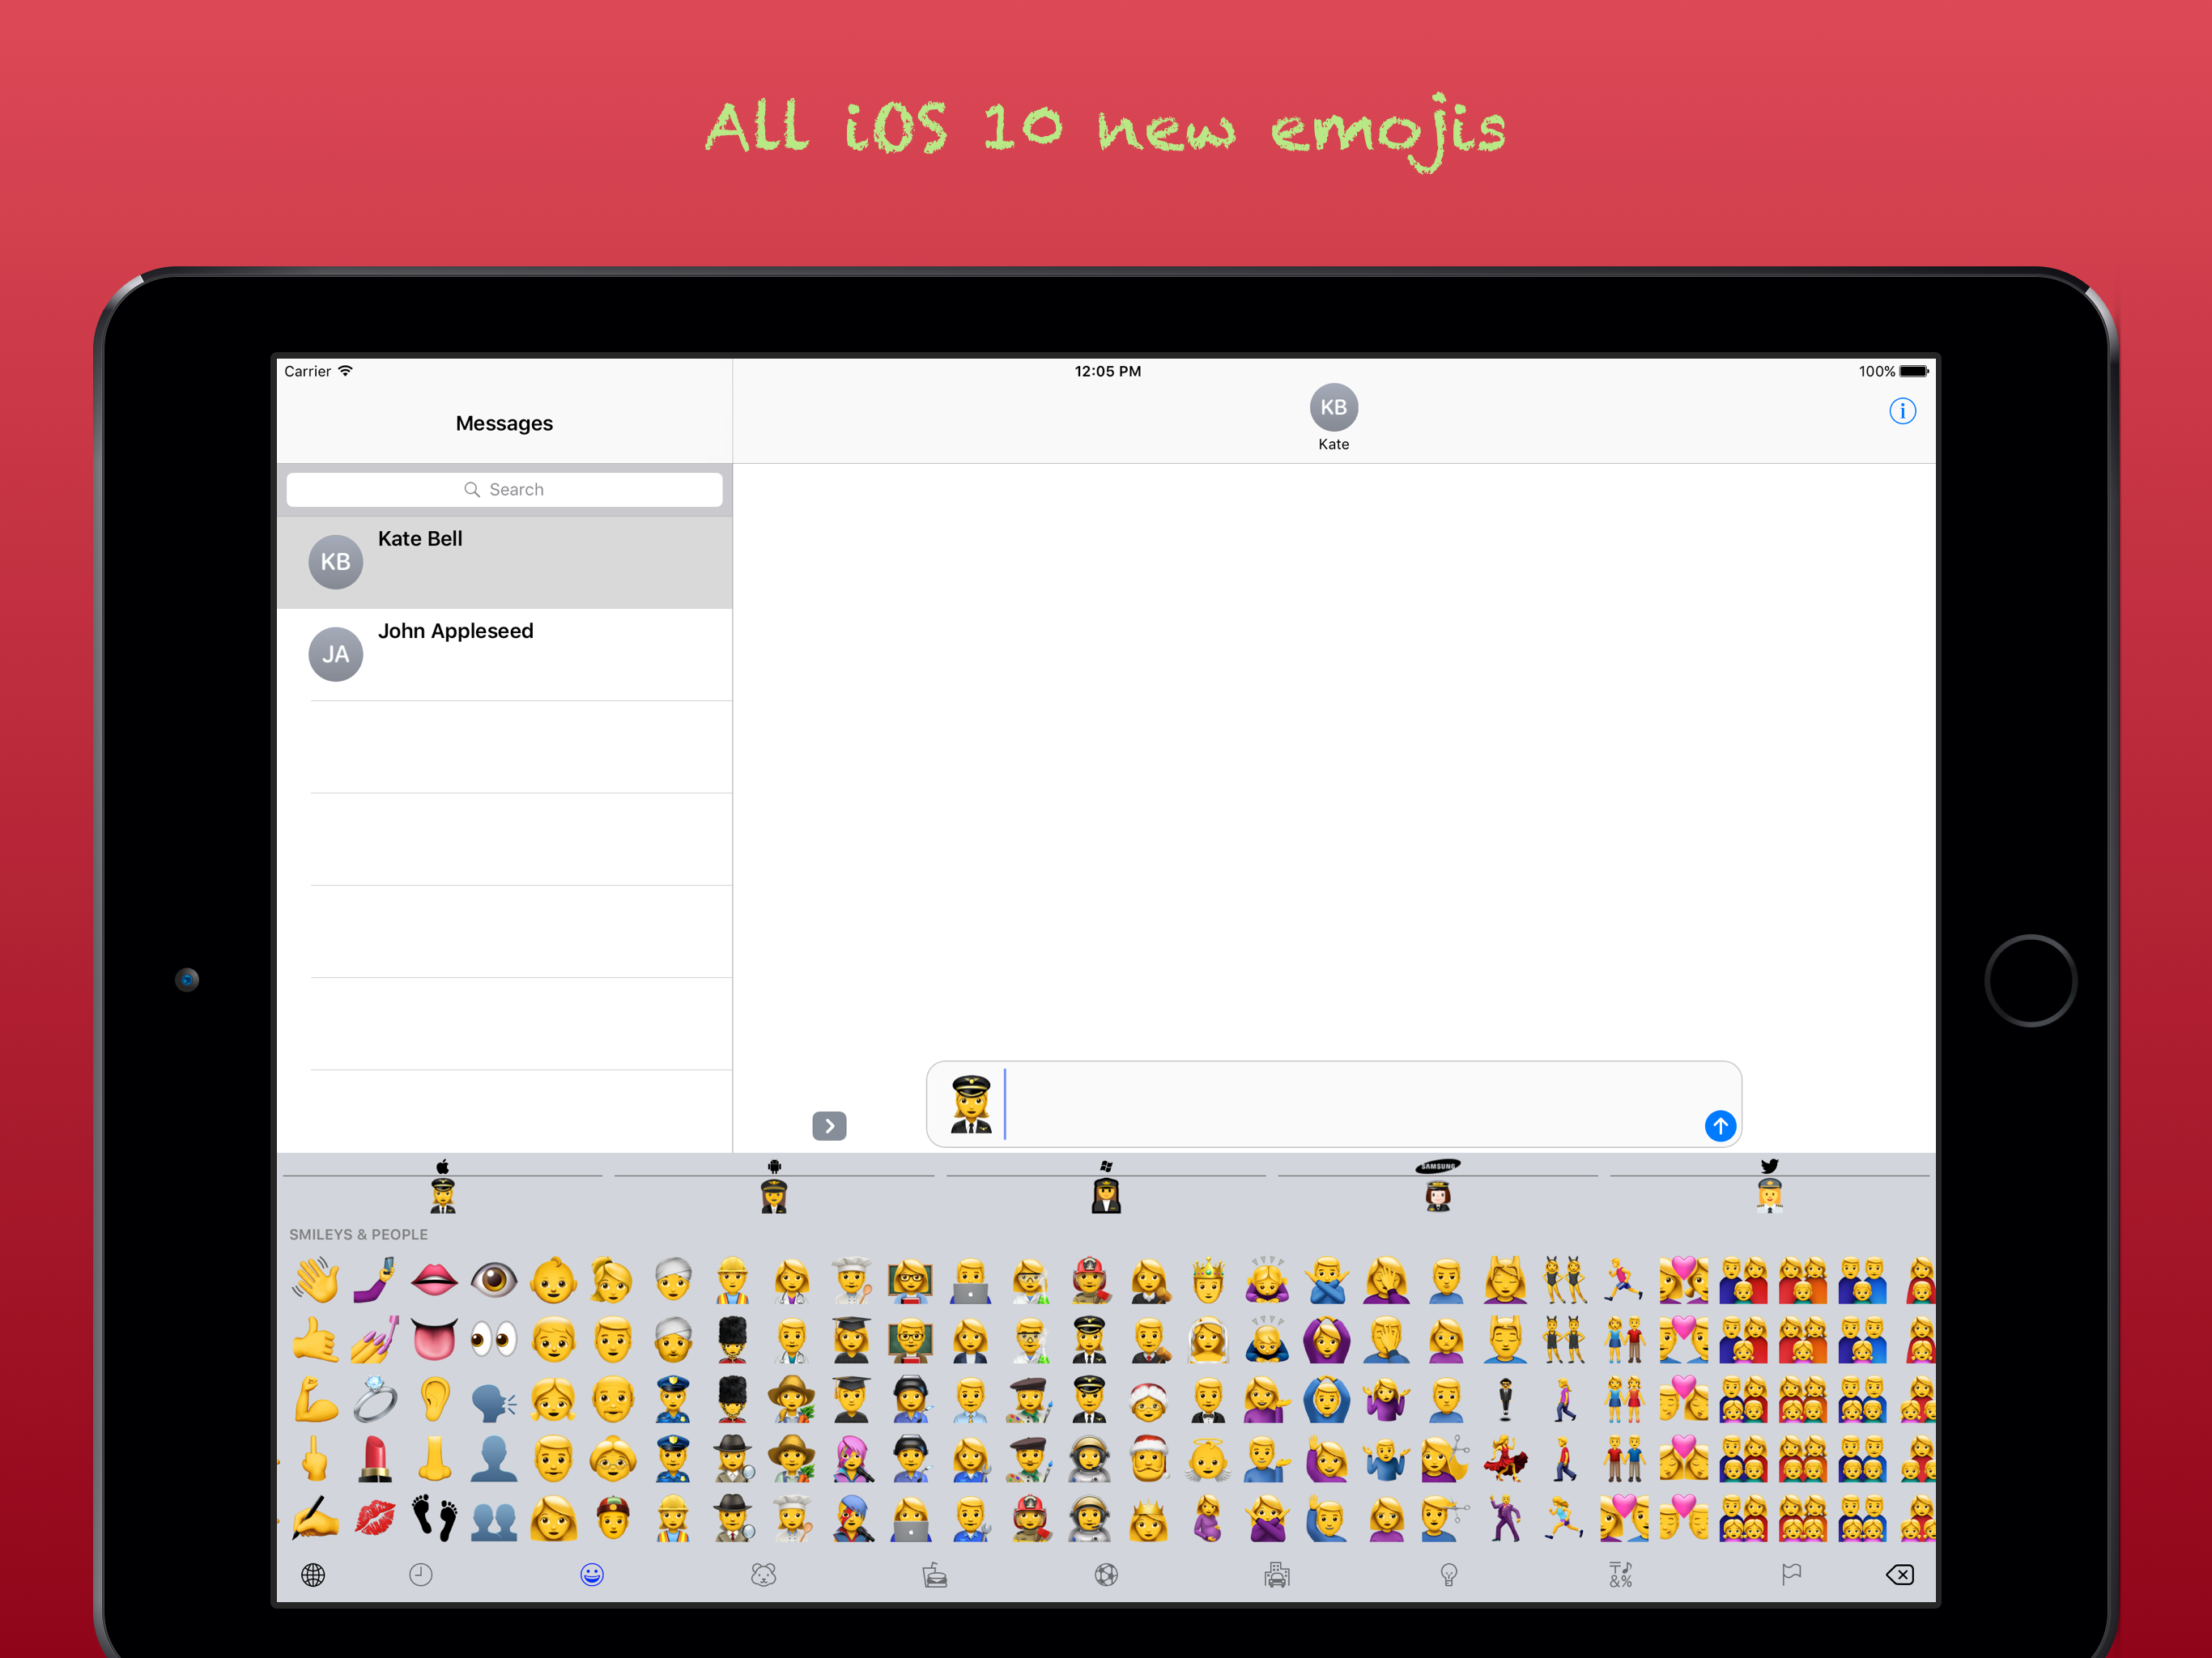 All iOS 10 new emojis
Carrier
12:05 PM
100%
Messages
KB
Kate
Search
KB
Kate Bell
JA
John Appleseed
SAMSUNG
SMILEYS & PEOPLE
&%